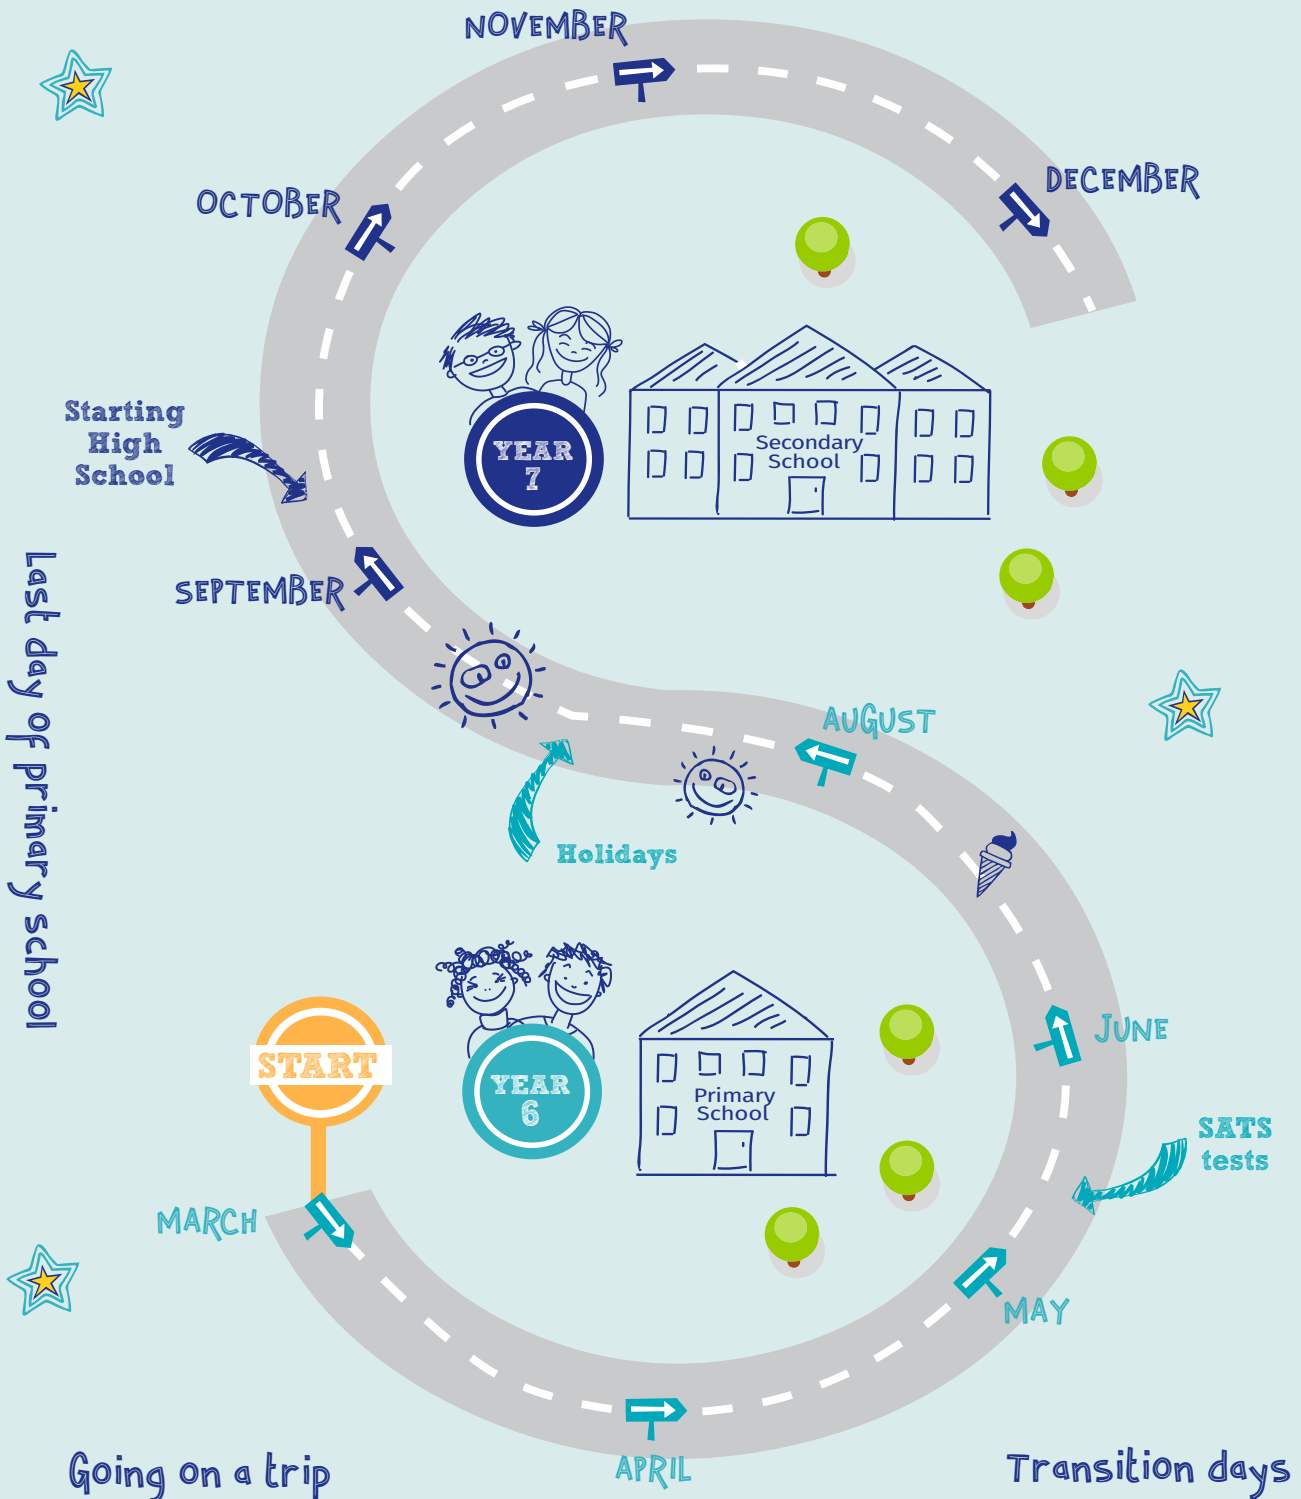 NOVEMBER
DECEMBER
OCTOBER
Starting
High
School
YEAR
7
Secondary
School
SEPTEMBER
Last day of primary school
AUGUST
Holidays
START
YEAR
6
Primary
School
JUNE
SATS
tests
MARCH
MAY
APRIL
Going on a trip
Transition days